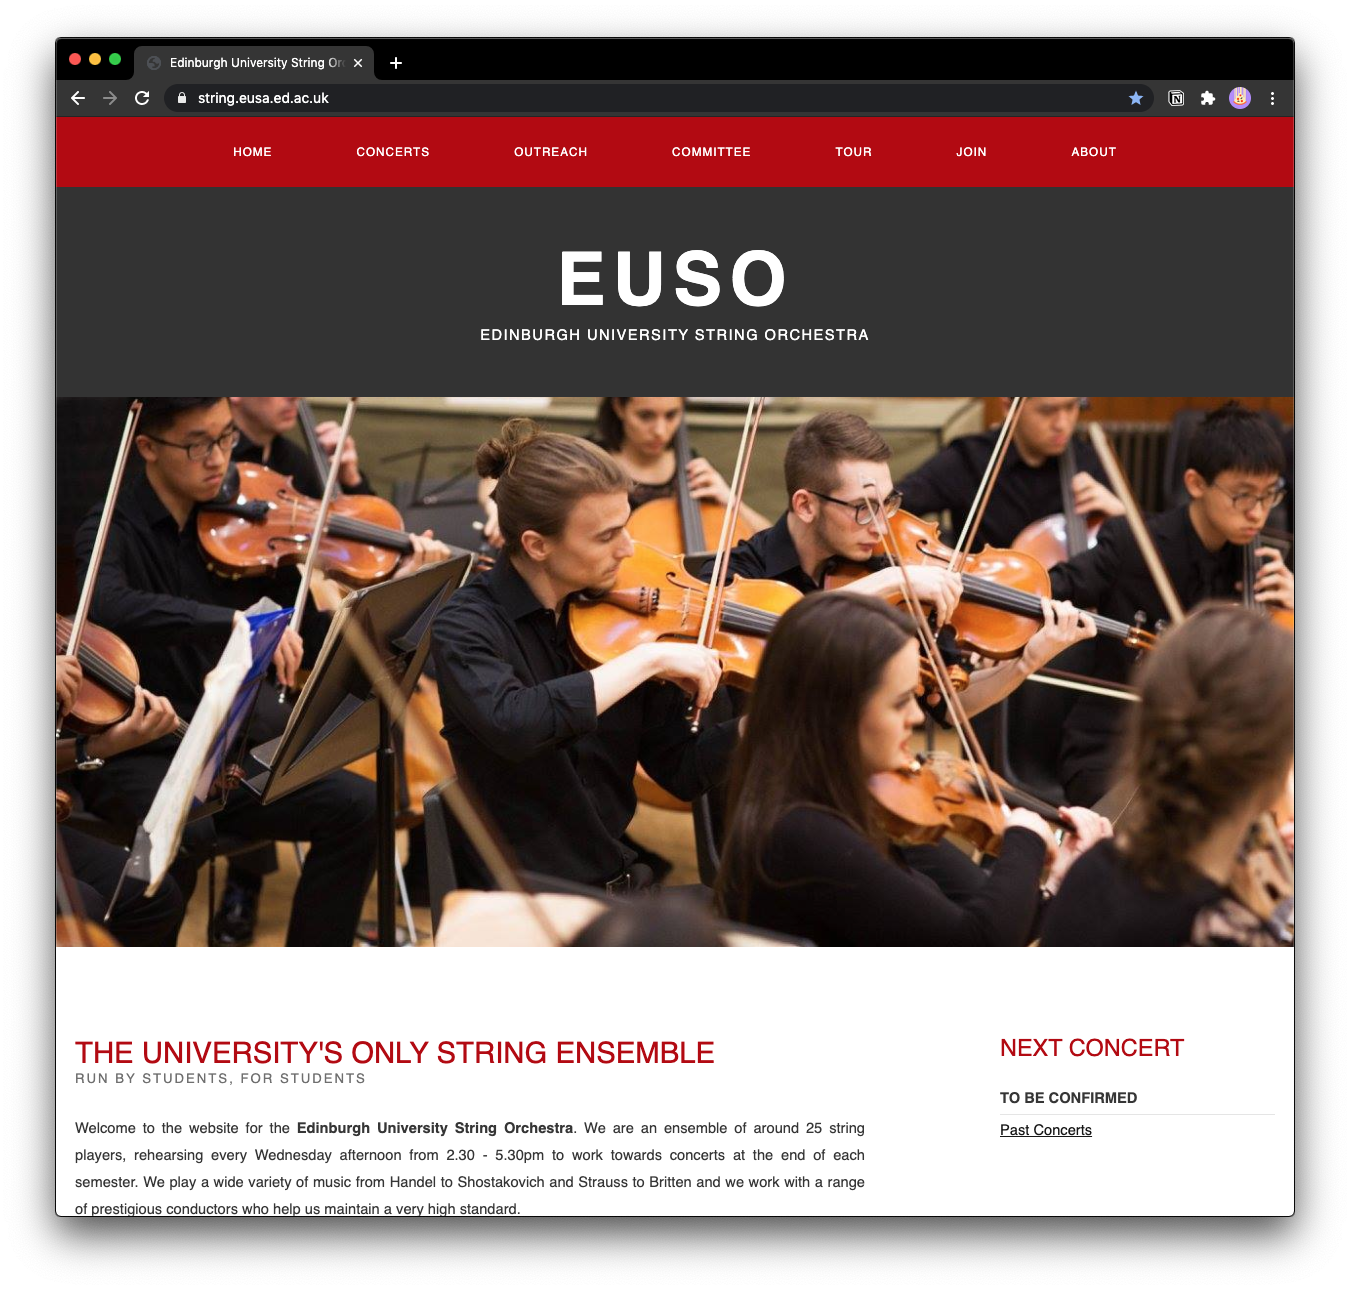 Edinburgh University String Or
string.eusa.ed.ac.uk
HOME CONCERTS OUTREACH COMMITTEE TOUR JOIN ABOUT
EUSO
EDINBURGH UNIVERSITY STRING ORCHESTRA
THE UNIVERSITY'S ONLY STRING ENSEMBLE
RUN BY STUDENTS, FOR STUDENTS
Welcome to the website for the Edinburgh University String Orchestra. We are an ensemble of around 25 string
players, rehearsing every Wednesday afternoon from 2.30 - 5.30pm to work towards concerts at the end of each
semester. We play a wide variety of music from Handel to Shostakovich and Strauss to Britten and we work with a range
of prestigious conductors who help us maintain a very high standard.
NEXT CONCERT
TO BE CONFIRMED
Past Concerts